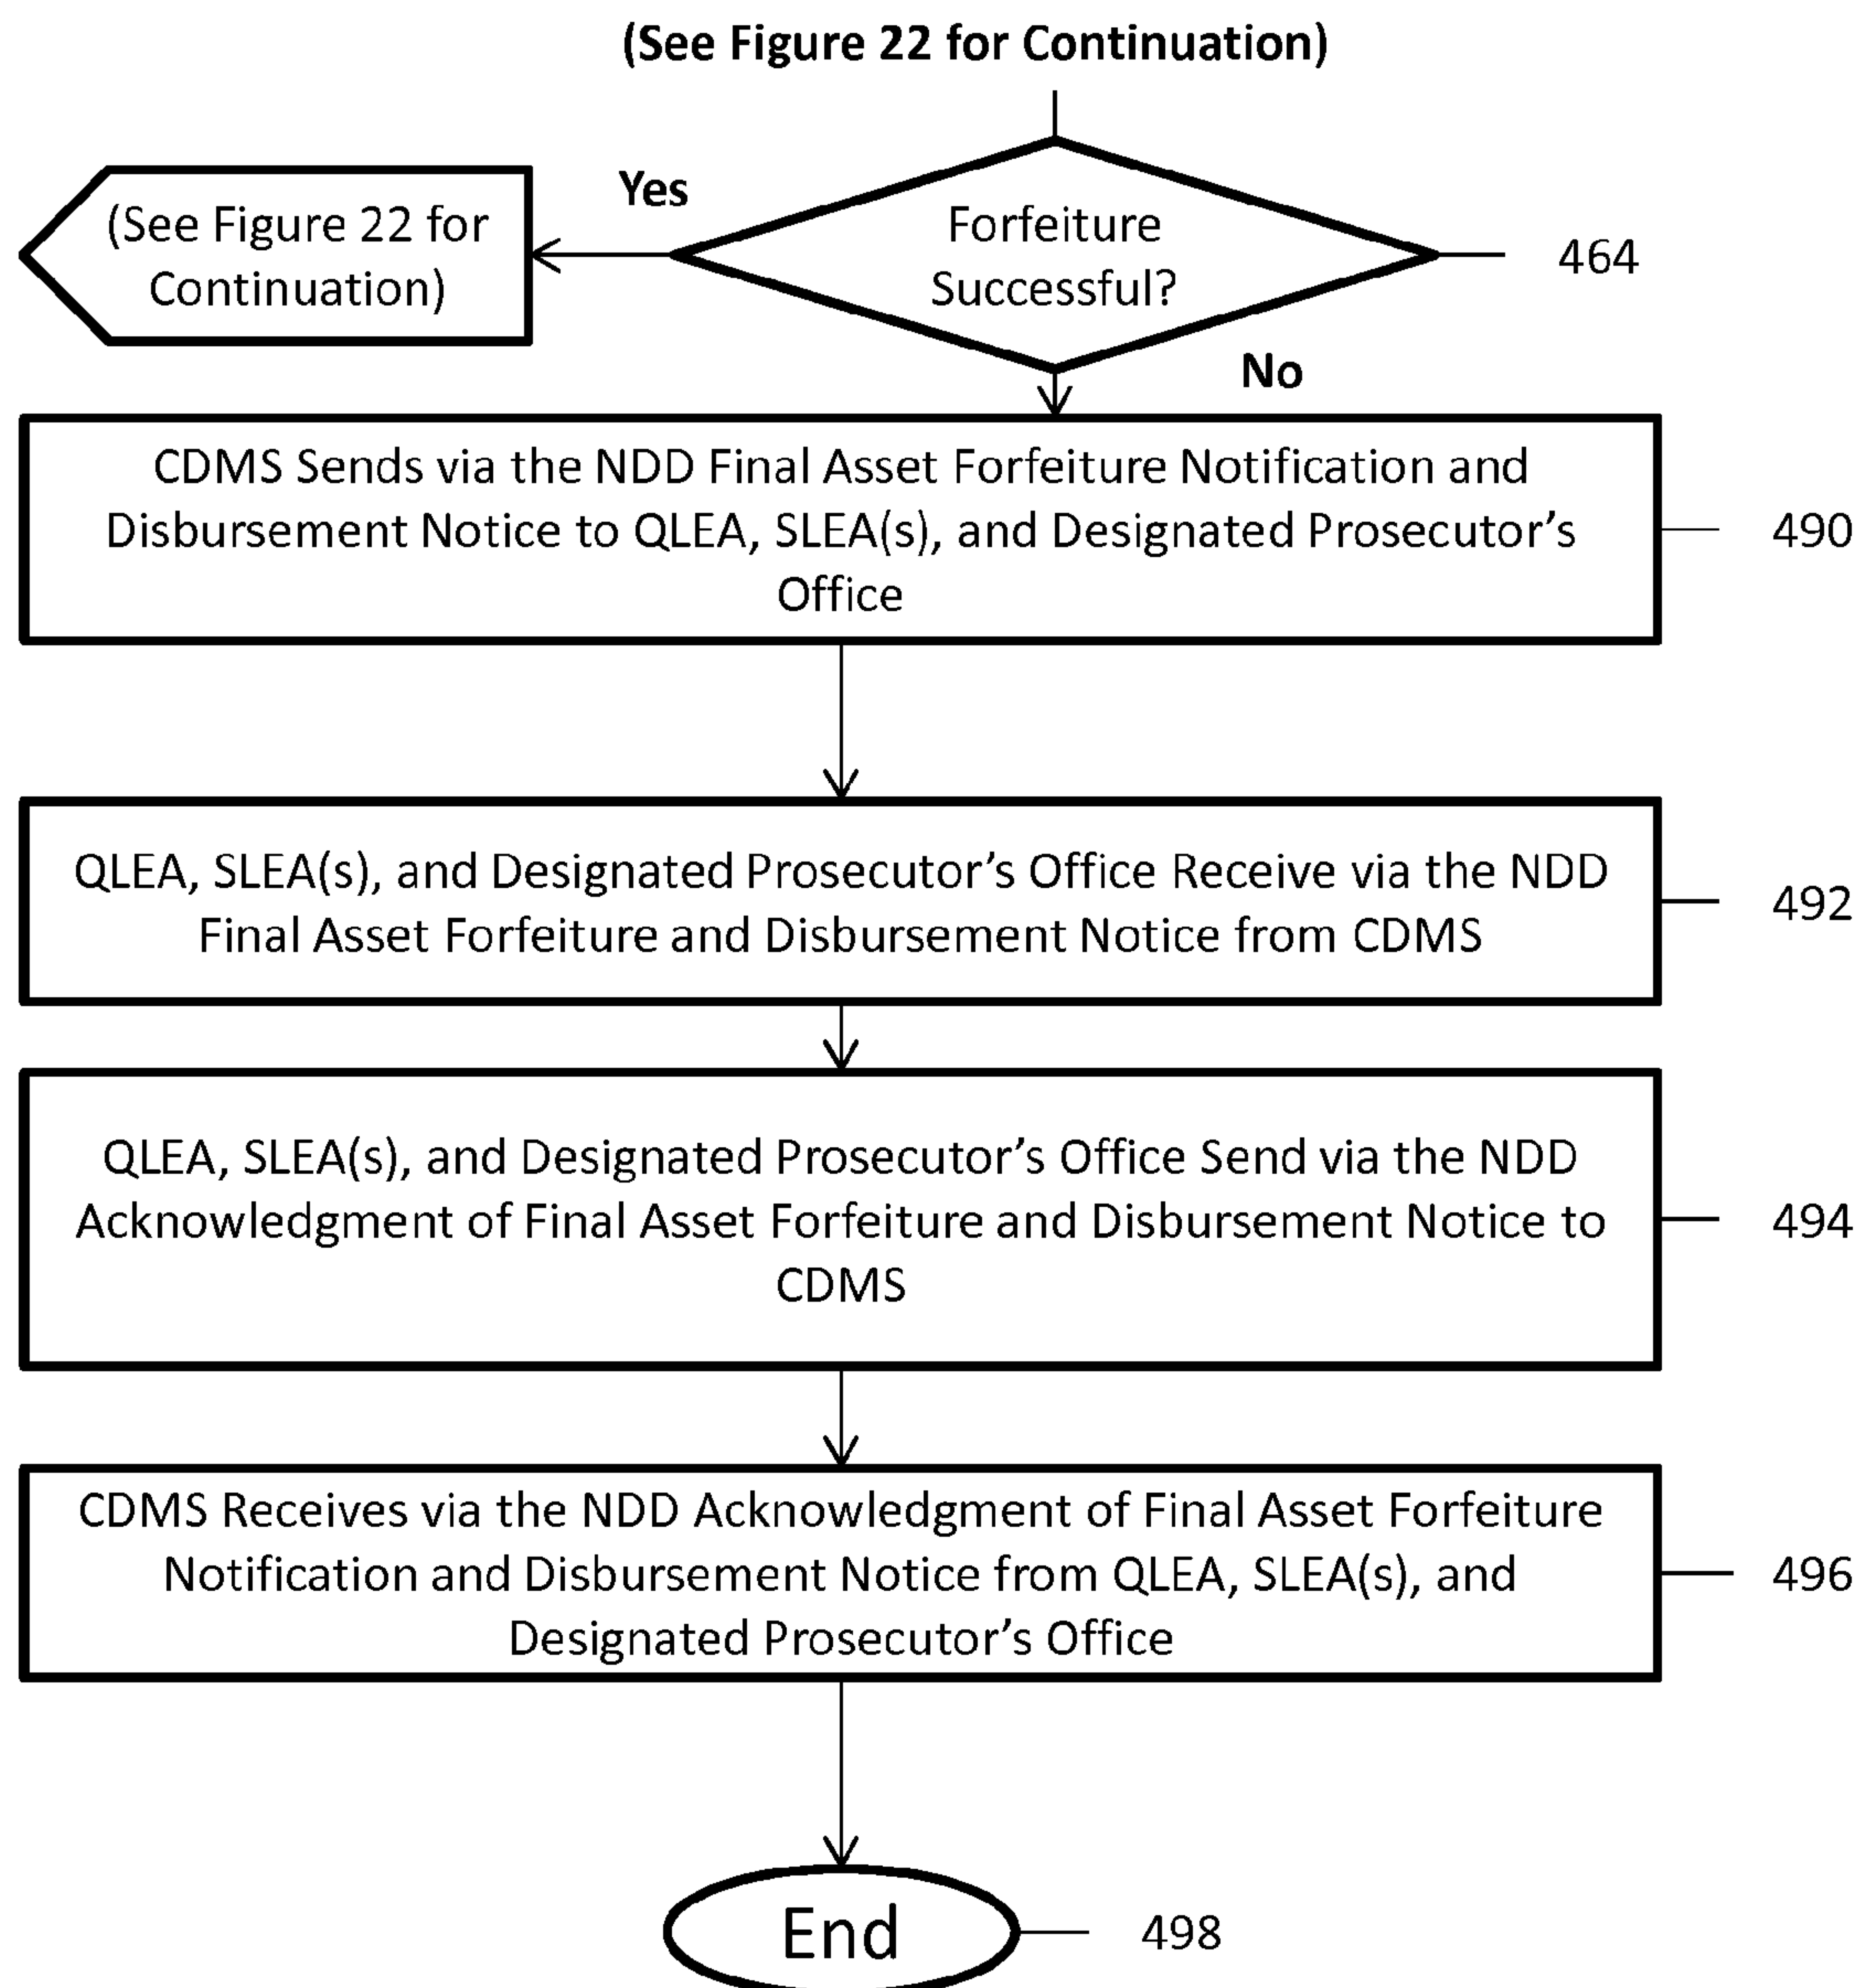 (See Figure 22 for Continuation)
Yes
(See Figure 22 for
Continuation)
Forfeiture
Successful?
464
No
CDMS Sends via the NDD Final Asset Forfeiture Notification and
Disbursement Notice to QLEA, SLEA(s), and Designated Prosecutor’s
Office
490
QLEA, SLEA(s), and Designated Prosecutor’s Office Receive via the NDD
Final Asset Forfeiture and Disbursement Notice from CDMS
492
QLEA, SLEA(s), and Designated Prosecutor’s Office Send via the NDD
Acknowledgment of Final Asset Forfeiture and Disbursement Notice to
CDMS
494
CDMS Receives via the NDD Acknowledgment of Final Asset Forfeiture
Notification and Disbursement Notice from QLEA, SLEA(s), and
Designated Prosecutor’s Office
496
End
498